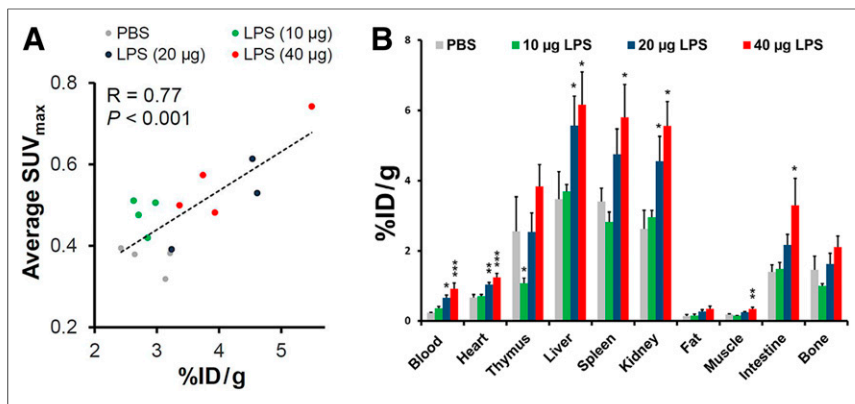 A
PBS
LPS (10 µg)
LPS (20 µg)
LPS (40 µg)
R = 0.77
P < 0.001
Average SUVmax
0.8
0.6
0.4
0.2
2
3
4
5
%ID/g
B
PBS
10 µg LPS
20 µg LPS
40 µg LPS
%ID/g
8
6
4
2
0
*
***
**
***
*
*
*
*
*
*
**
*
Blood
Heart
Thymus
Liver
Spleen
Kidney
Fat
Muscle
Intestine
Bone